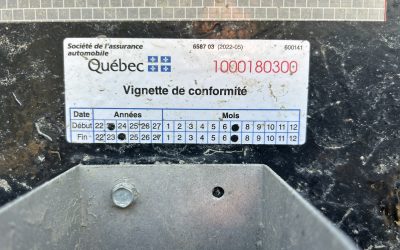 Société de l'assurance
automobile
6587 03 (2022-05)
600141
Québec
1000180300
Vignette de conformité
Date Années Mois
Début 22 24 25 26 27 1 2 3 4 5 6 8 9 10 11 12
Fin 22 23 25 26 27 1 2 3 4 5 6 8 9 10 11 12